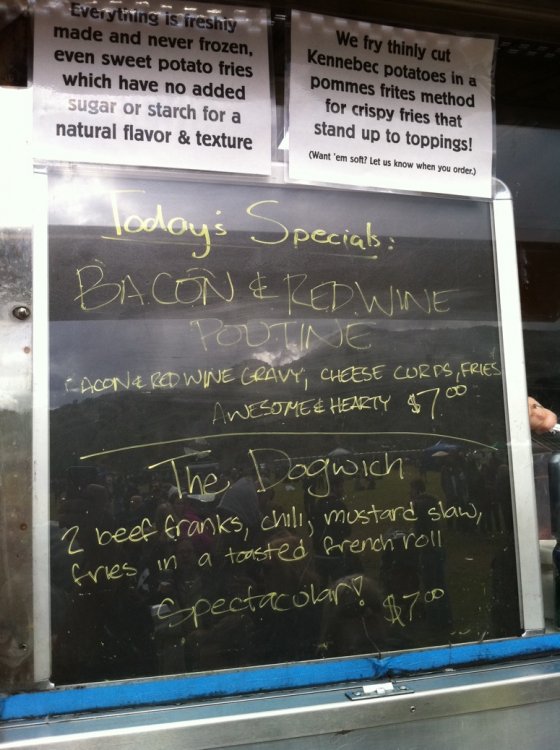 Everything is freshly
made and never frozen,
even sweet potato fries
which have no added
sugar or starch for a
natural flavor & texture
We fry thinly cut
Kennebec potatoes in a
pommes frites method
for crispy fries that
stand up to toppings!
(Want 'em soft? Let us know when you order.)
Today's Specials:
BACON & RED WINE
POUTINE
BACON & RED WINE GRAVY, CHEESE CURDS, FRIES
AWESOME & HEARTY $7.00
The Dogwich
2 beef franks, chili, mustard slaw,
fries in a toasted french roll
Spectacular! $7.00